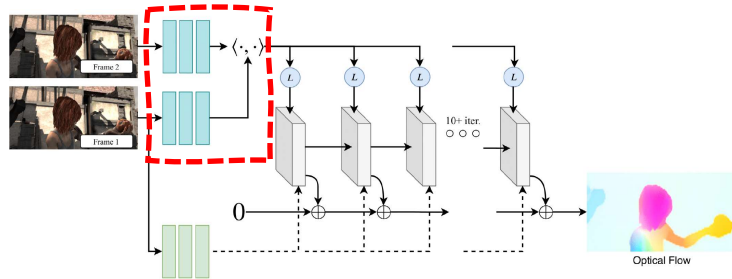 Frame 2
⟨·,·⟩
L L L L
Frame 1
10+ iter.
0
Optical Flow